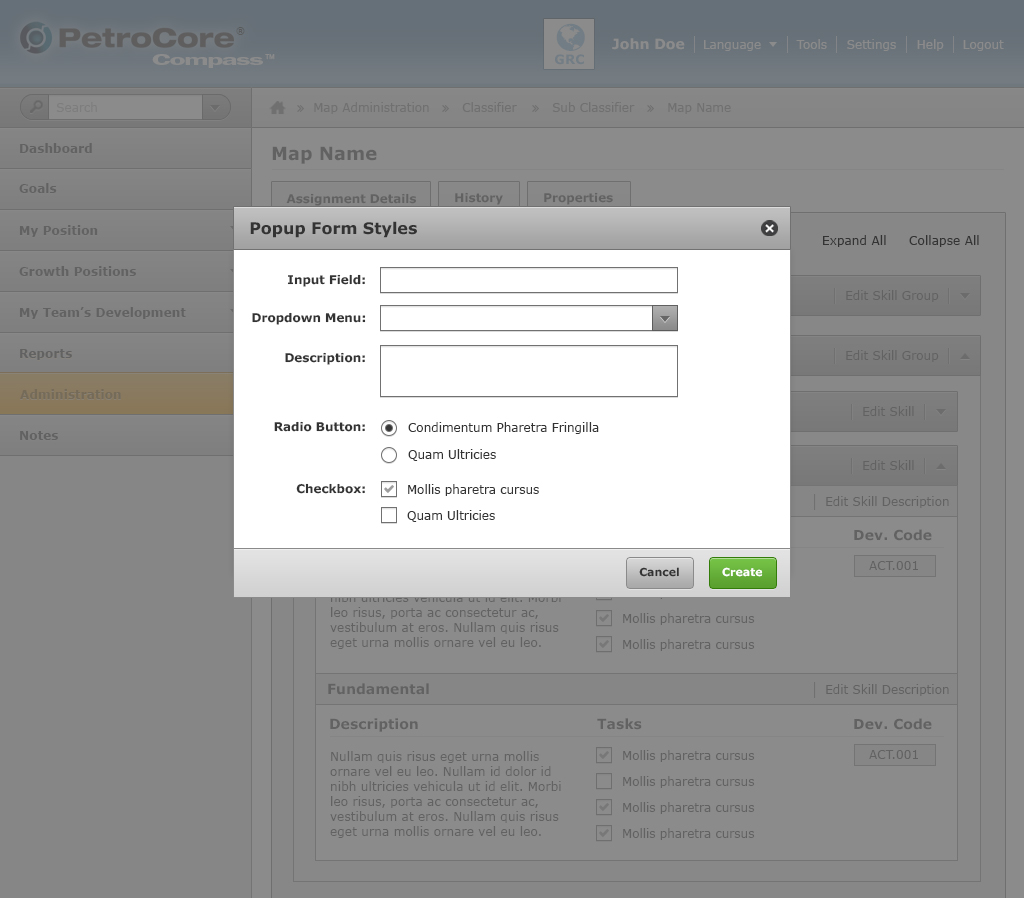 PetroCore®
Compass™
GRC
John Doe
Language
Tools
Settings
Help
Logout
Search
Map Administration » Classifier » Sub Classifier » Map Name
Dashboard
Goals
My Position
Growth Positions
My Team's Development
Reports
Administration
Notes
Map Name
Assignment Details
History
Properties
Expand All
Collapse All
Edit Skill Group
Edit Skill Group
Edit Skill
Edit Skill
Edit Skill Description
Dev. Code
ACT.001
Popup Form Styles
Input Field:
Dropdown Menu:
Description:
Radio Button:
Condimentum Pharetra Fringilla
Quam Ultricies
Checkbox:
Mollis pharetra cursus
Quam Ultricies
Cancel
Create
nibh ultricies vehicula ut id elit. Morbi
leo risus, porta ac consectetur ac,
vestibulum at eros. Nullam quis risus
eget urna mollis ornare vel eu leo.
Mollis pharetra cursus
Mollis pharetra cursus
Fundamental
Edit Skill Description
Description
Tasks
Dev. Code
Nullam quis risus eget urna mollis
ornare vel eu leo. Nullam id dolor id
nibh ultricies vehicula ut id elit. Morbi
leo risus, porta ac consectetur ac,
vestibulum at eros. Nullam quis risus
eget urna mollis ornare vel eu leo.
Mollis pharetra cursus
Mollis pharetra cursus
Mollis pharetra cursus
Mollis pharetra cursus
ACT.001